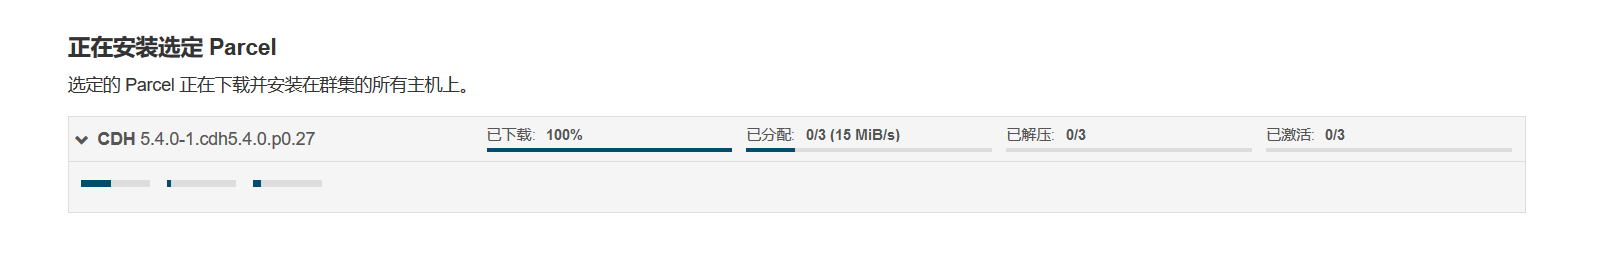 正在安装选定 Parcel
选定的 Parcel 正在下载并安装在群集的所有主机上。
CDH 5.4.0-1.cdh5.4.0.p0.27 已下载: 100% 已分配: 0/3 (15 MiB/s) 已解压: 0/3 已激活: 0/3